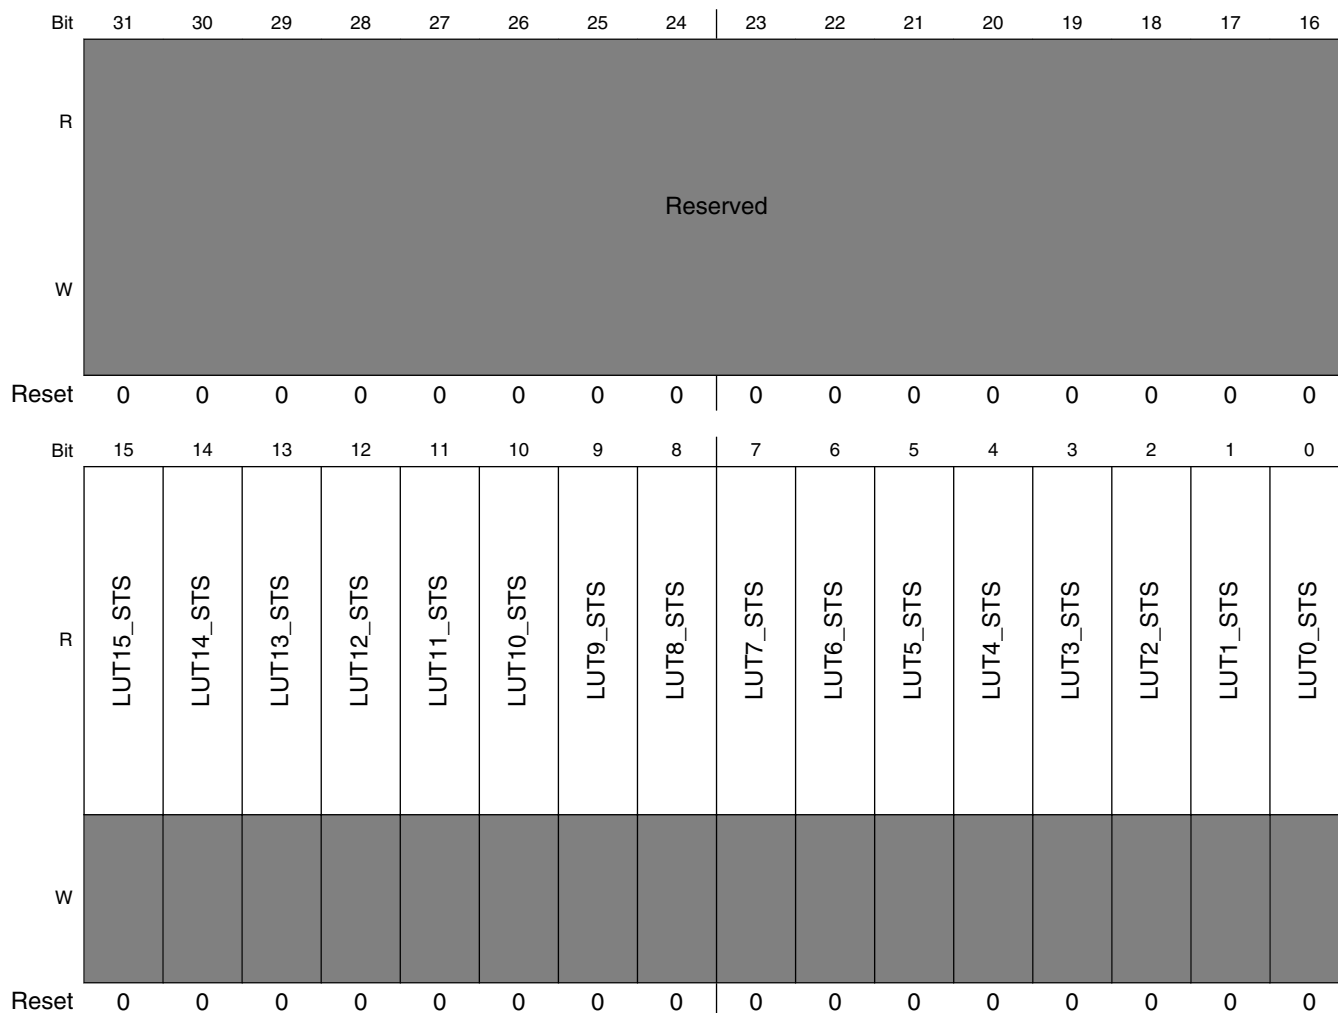 Bit 31 30 29 28 27 26 25 24 23 22 21 20 19 18 17 16
R
Reserved
W
Reset 0 0 0 0 0 0 0 0 0 0 0 0 0 0 0 0
Bit 15 14 13 12 11 10 9 8 7 6 5 4 3 2 1 0
R LUT15_STS LUT14_STS LUT13_STS LUT12_STS LUT11_STS LUT10_STS LUT9_STS LUT8_STS LUT7_STS LUT6_STS LUT5_STS LUT4_STS LUT3_STS LUT2_STS LUT1_STS LUT0_STS
W
Reset 0 0 0 0 0 0 0 0 0 0 0 0 0 0 0 0